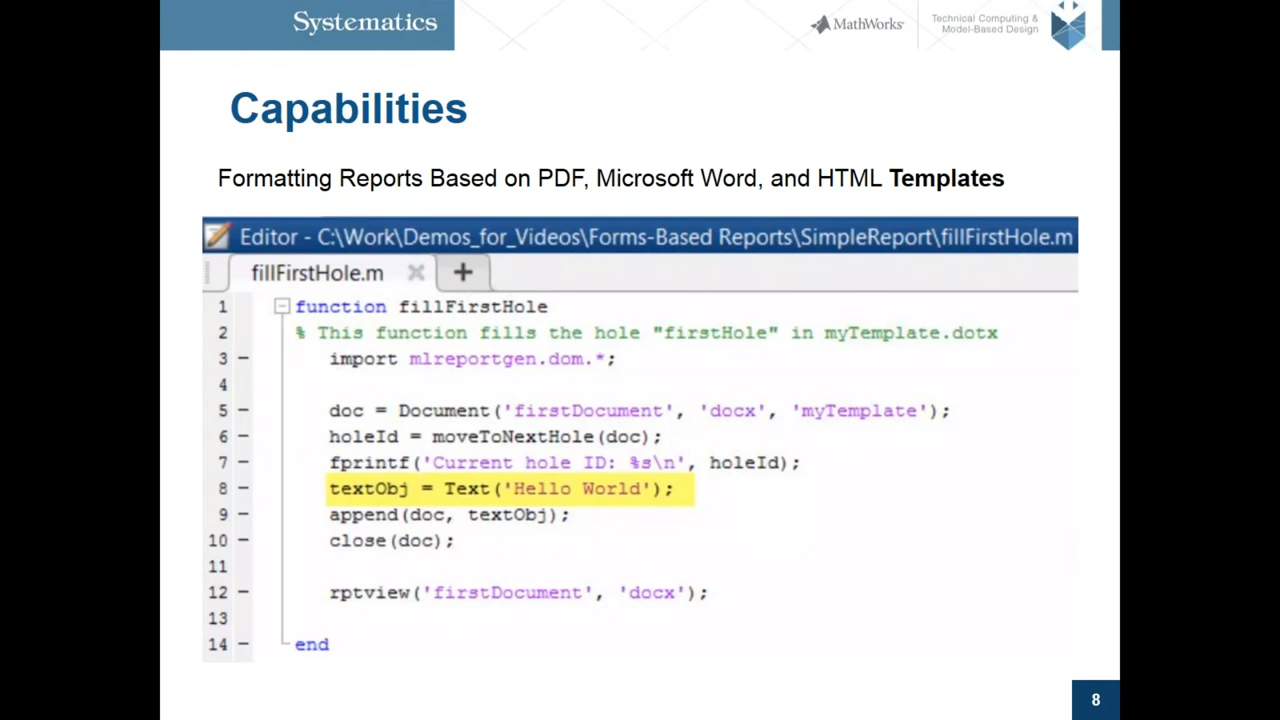 Systematics
MathWorks
Technical Computing &
Model-Based Design
Capabilities
Formatting Reports Based on PDF, Microsoft Word, and HTML Templates
Editor - C:\Work\Demos_for_Videos\Forms-Based Reports\SimpleReport\fillFirstHole.m
fillFirstHole.m × +
1 function fillFirstHole
2 % This function fills the hole "firstHole" in myTemplate.dotx
3 - import mlreportgen.dom.*;
4
5 - doc = Document('firstDocument', 'docx', 'myTemplate');
6 - holeId = moveToNextHole(doc);
7 - fprintf('Current hole ID: %s\n', holeId);
8 - textObj = Text('Hello World');
9 - append(doc, textObj);
10 - close(doc);
11
12 - rptview('firstDocument', 'docx');
13
14 - end
8